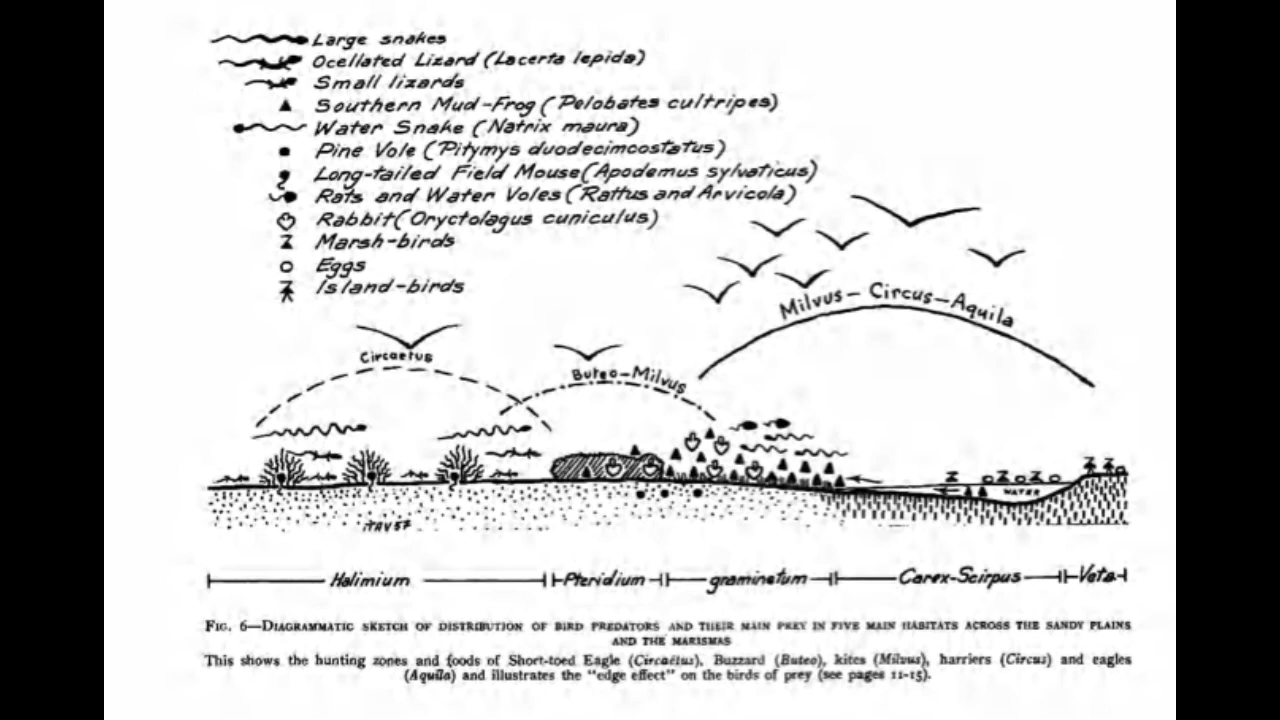 Large snakes
Ocellated Lizard (Lacerta lepida)
Small lizards
Southern Mud-Frog (Pelobates cultripes)
Water Snake (Natrix maura)
Pine Vole (Pitymys duodecimcostatus)
Long-tailed Field Mouse (Apodemus sylvaticus)
Rats and Water Voles (Rattus and Arvicola)
Rabbit (Oryctolagus cuniculus)
Marsh-birds
Eggs
Island-birds
Milvus - Circus - Aquila
Circaetus
Buteo-Milvus
WATER
Halimium Pteridium graminetum Carex-Scirpus Veta
FIG. 6—DIAGRAMMATIC SKETCH OF DISTRIBUTION OF BIRD PREDATORS AND THEIR MAIN PREY IN FIVE MAIN HABITATS ACROSS THE SANDY PLAINS
AND THE MARISMAS
This shows the hunting zones and foods of Short-toed Eagle (Circaëtus), Buzzard (Buteo), kites (Milvus), harriers (Circus) and eagles
(Aquila) and illustrates the "edge effect" on the birds of prey (see pages 11-15).